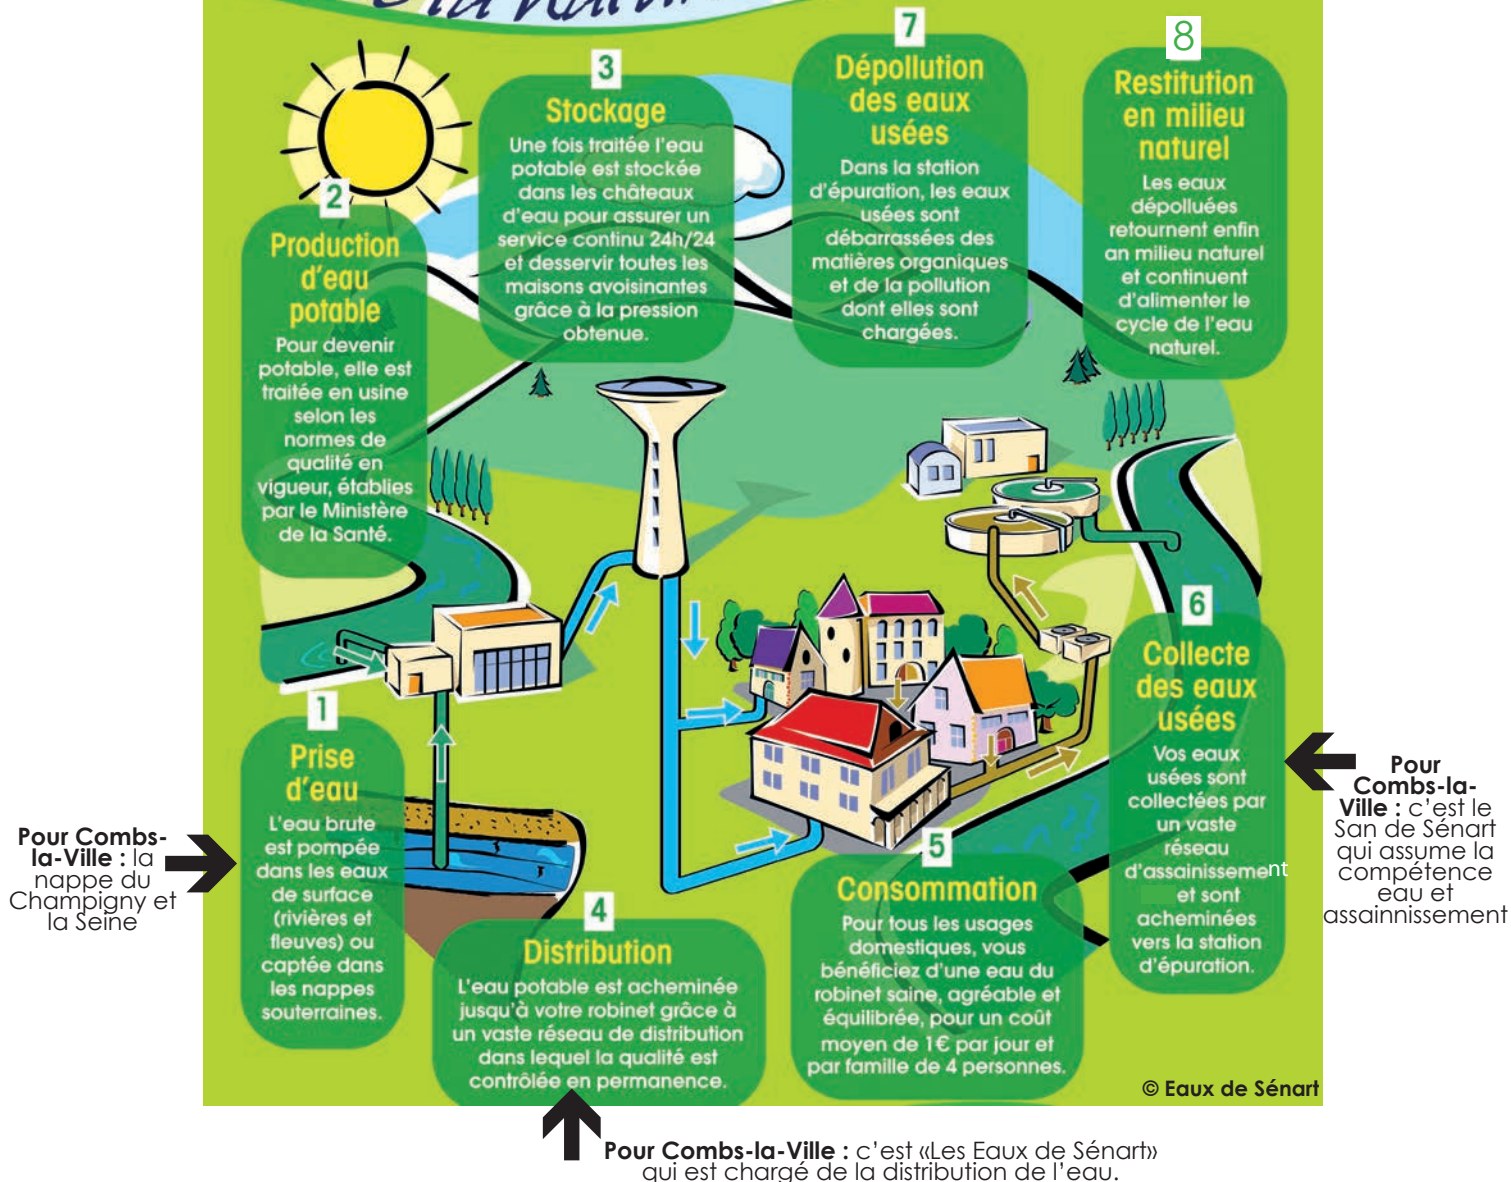 1
Prise
d'eau
L'eau brute
est pompée
dans les eaux
de surface
(rivières et
fleuves) ou
captée dans
les nappes
souterraines.
Pour Combs-
la-Ville : la
nappe du
Champigny et
la Seine
2
Production
d'eau
potable
Pour devenir
potable, elle est
traitée en usine
selon les
normes de
qualité en
vigueur, établies
par le Ministère
de la Santé.
3
Stockage
Une fois traitée l'eau
potable est stockée
dans les châteaux
d'eau pour assurer un
service continu 24h/24
et desservir toutes les
maisons avoisinantes
grâce à la pression
obtenue.
4
Distribution
L'eau potable est acheminée
jusqu'à votre robinet grâce à
un vaste réseau de distribution
dans lequel la qualité est
contrôlée en permanence.
Pour Combs-la-Ville : c'est «Les Eaux de Sénart»
qui est chargé de la distribution de l'eau.
5
Consommation
Pour tous les usages
domestiques, vous
bénéficiez d'une eau du
robinet saine, agréable et
équilibrée, pour un coût
moyen de 1€ par jour et
par famille de 4 personnes.
6
Collecte
des eaux
usées
Vos eaux
usées sont
collectées par
un vaste
réseau
d'assainissement
et sont
acheminées
vers la station
d'épuration.
Pour
Combs-la-
Ville : c'est le
San de Sénart
qui assume la
compétence
eau et
assainnissement
7
Dépollution
des eaux
usées
Dans la station
d'épuration, les eaux
usées sont
débarrassées des
matières organiques
et de la pollution
dont elles sont
chargées.
8
Restitution
en milieu
naturel
Les eaux
dépolluées
retournent enfin
an milieu naturel
et continuent
d'alimenter le
cycle de l'eau
naturel.
© Eaux de Sénart